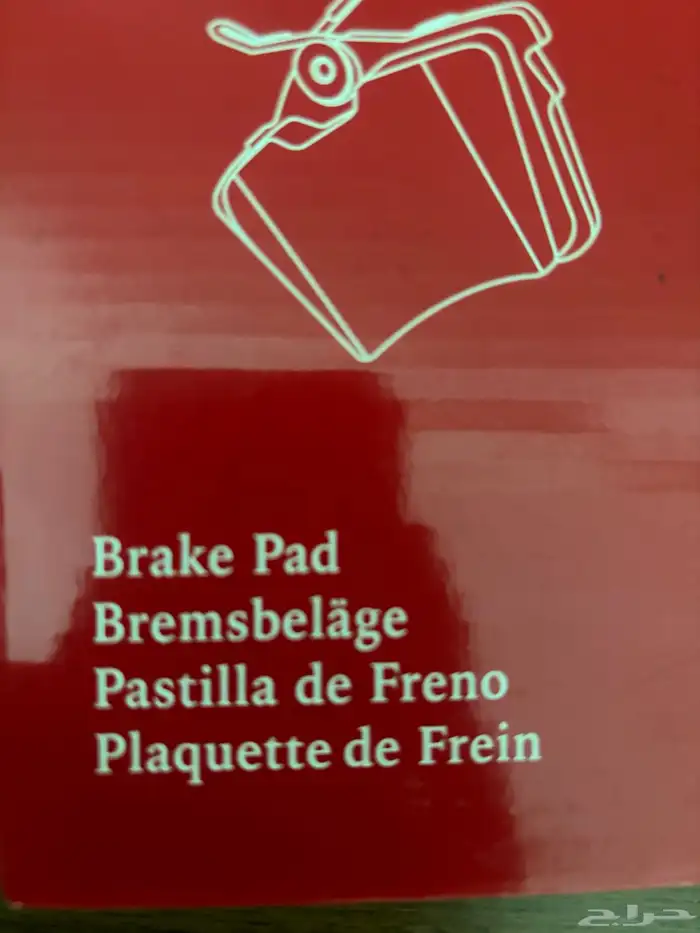 Brake Pad
Bremsbeläge
Pastilla de Freno
Plaquette de Frein
حراج